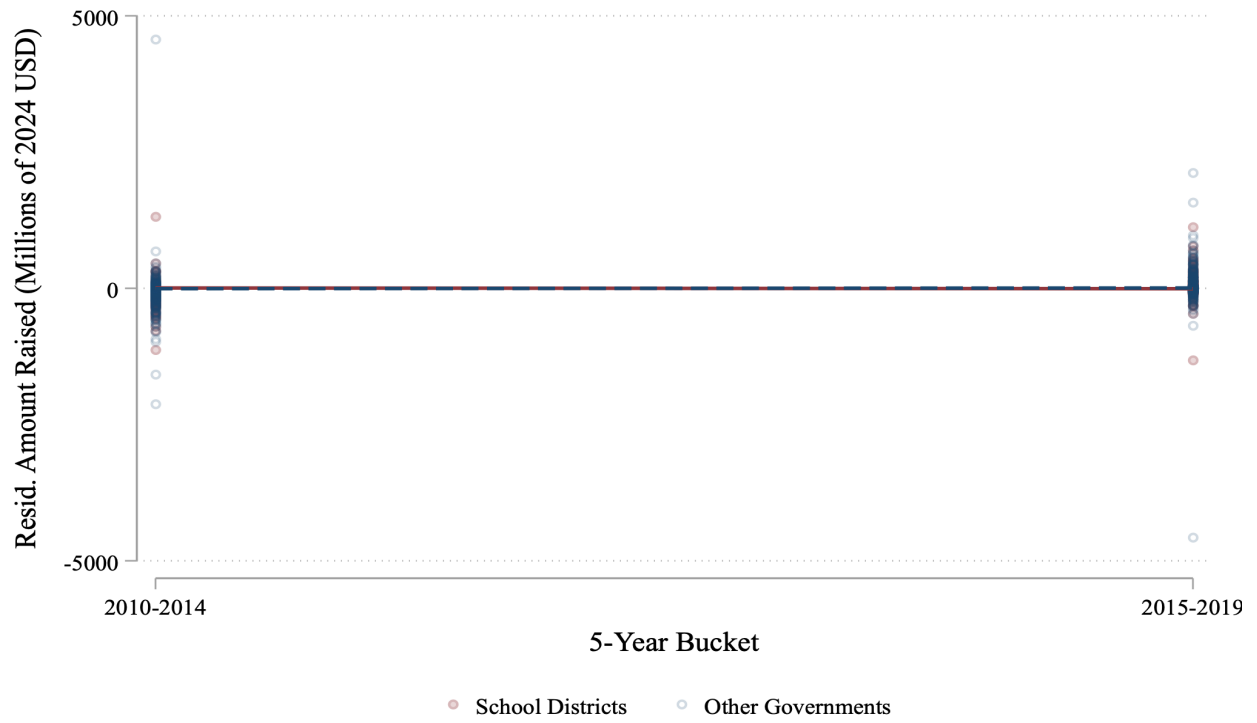 Resid. Amount Raised (Millions of 2024 USD)
5000
0
-5000
2010-2014
2015-2019
5-Year Bucket
School Districts
Other Governments